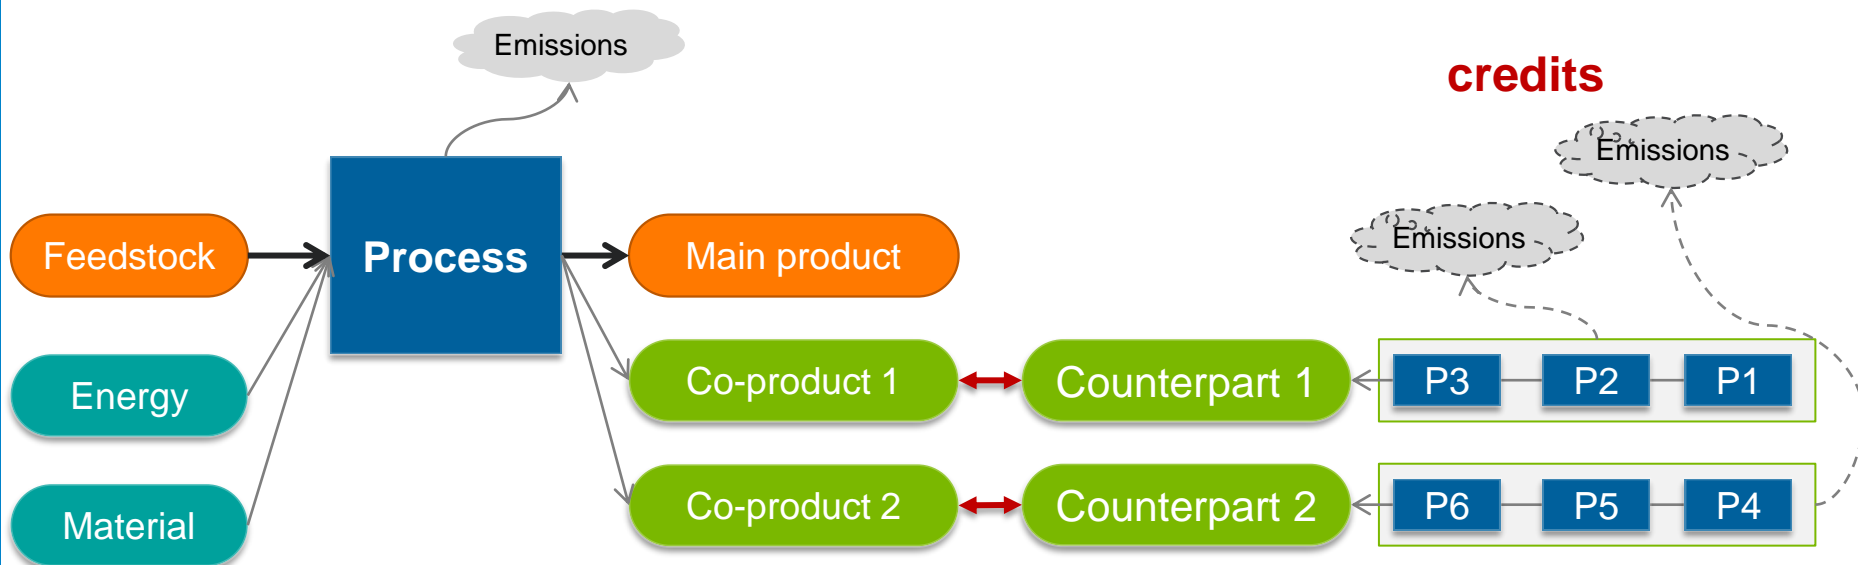 Emissions
credits
Emissions
Emissions
Feedstock
Process
Main product
Energy
Co-product 1
Counterpart 1
P3
P2
P1
Material
Co-product 2
Counterpart 2
P6
P5
P4